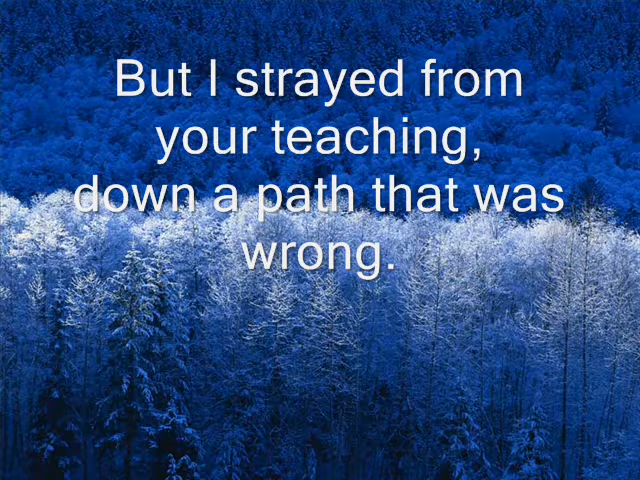 But I strayed from
your teaching,
down a path that was
wrong.